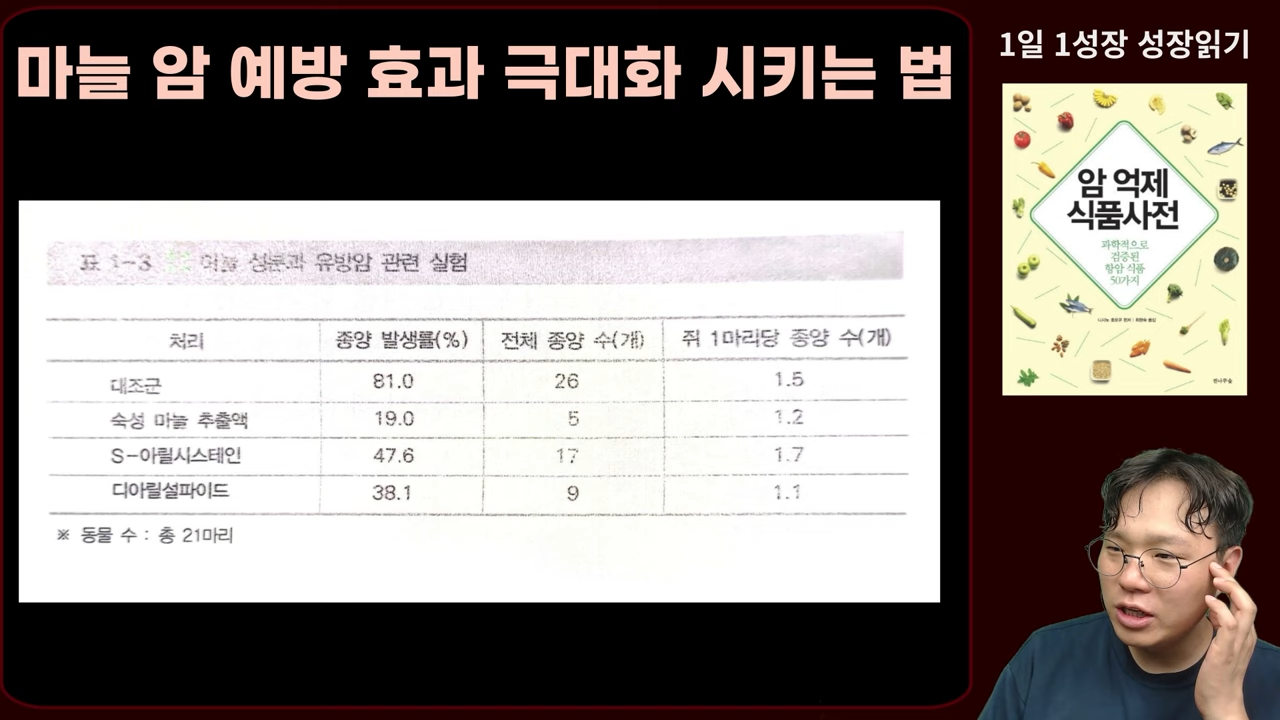 마늘 암 예방 효과 극대화 시키는 법
1일 1성장 성장읽기
암 억제
식품사전
과학적으로
검증된
항암 식품
50가지
전나무숲
표 1-3 마늘 성분과 유방암 관련 실험
처리 종양 발생률(%) 전체 종양 수(개) 쥐 1마리당 종양 수(개)
대조군 81.0 26 1.5
숙성 마늘 추출액 19.0 5 1.2
S-아릴시스테인 47.6 17 1.7
디아릴설파이드 38.1 9 1.1
※ 동물 수 : 총 21마리